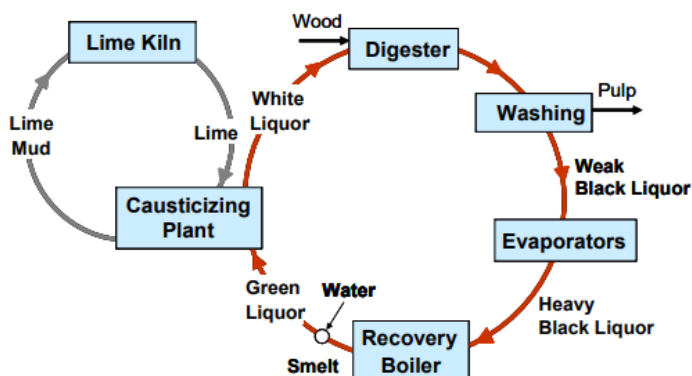 Wood
Lime Kiln
Digester
Pulp
White
Liquor
Washing
Lime
Mud
Lime
Weak
Black Liquor
Causticizing
Plant
Evaporators
Green
Liquor
Water
Heavy
Black Liquor
Smelt
Recovery
Boiler